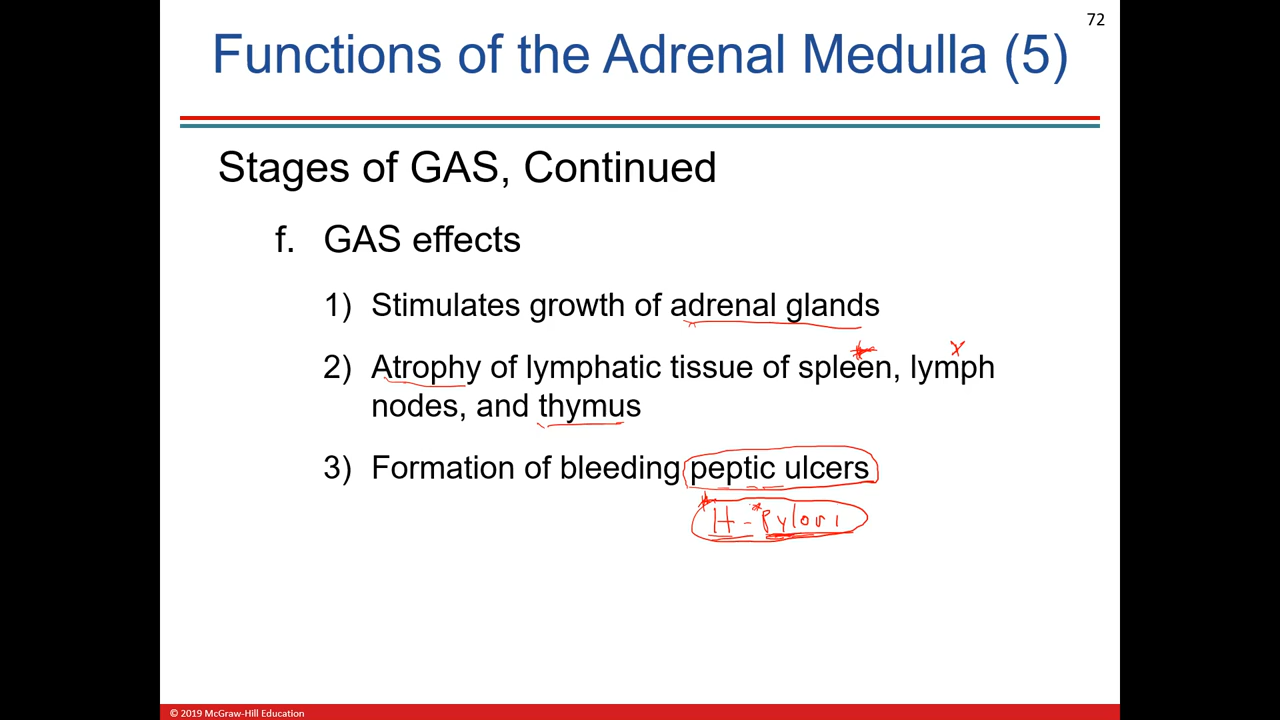 72
Functions of the Adrenal Medulla (5)
Stages of GAS, Continued
f. GAS effects
1) Stimulates growth of adrenal glands
2) Atrophy of lymphatic tissue of spleen, lymph
nodes, and thymus
3) Formation of bleeding peptic ulcers
H-Pylori
© 2019 McGraw-Hill Education